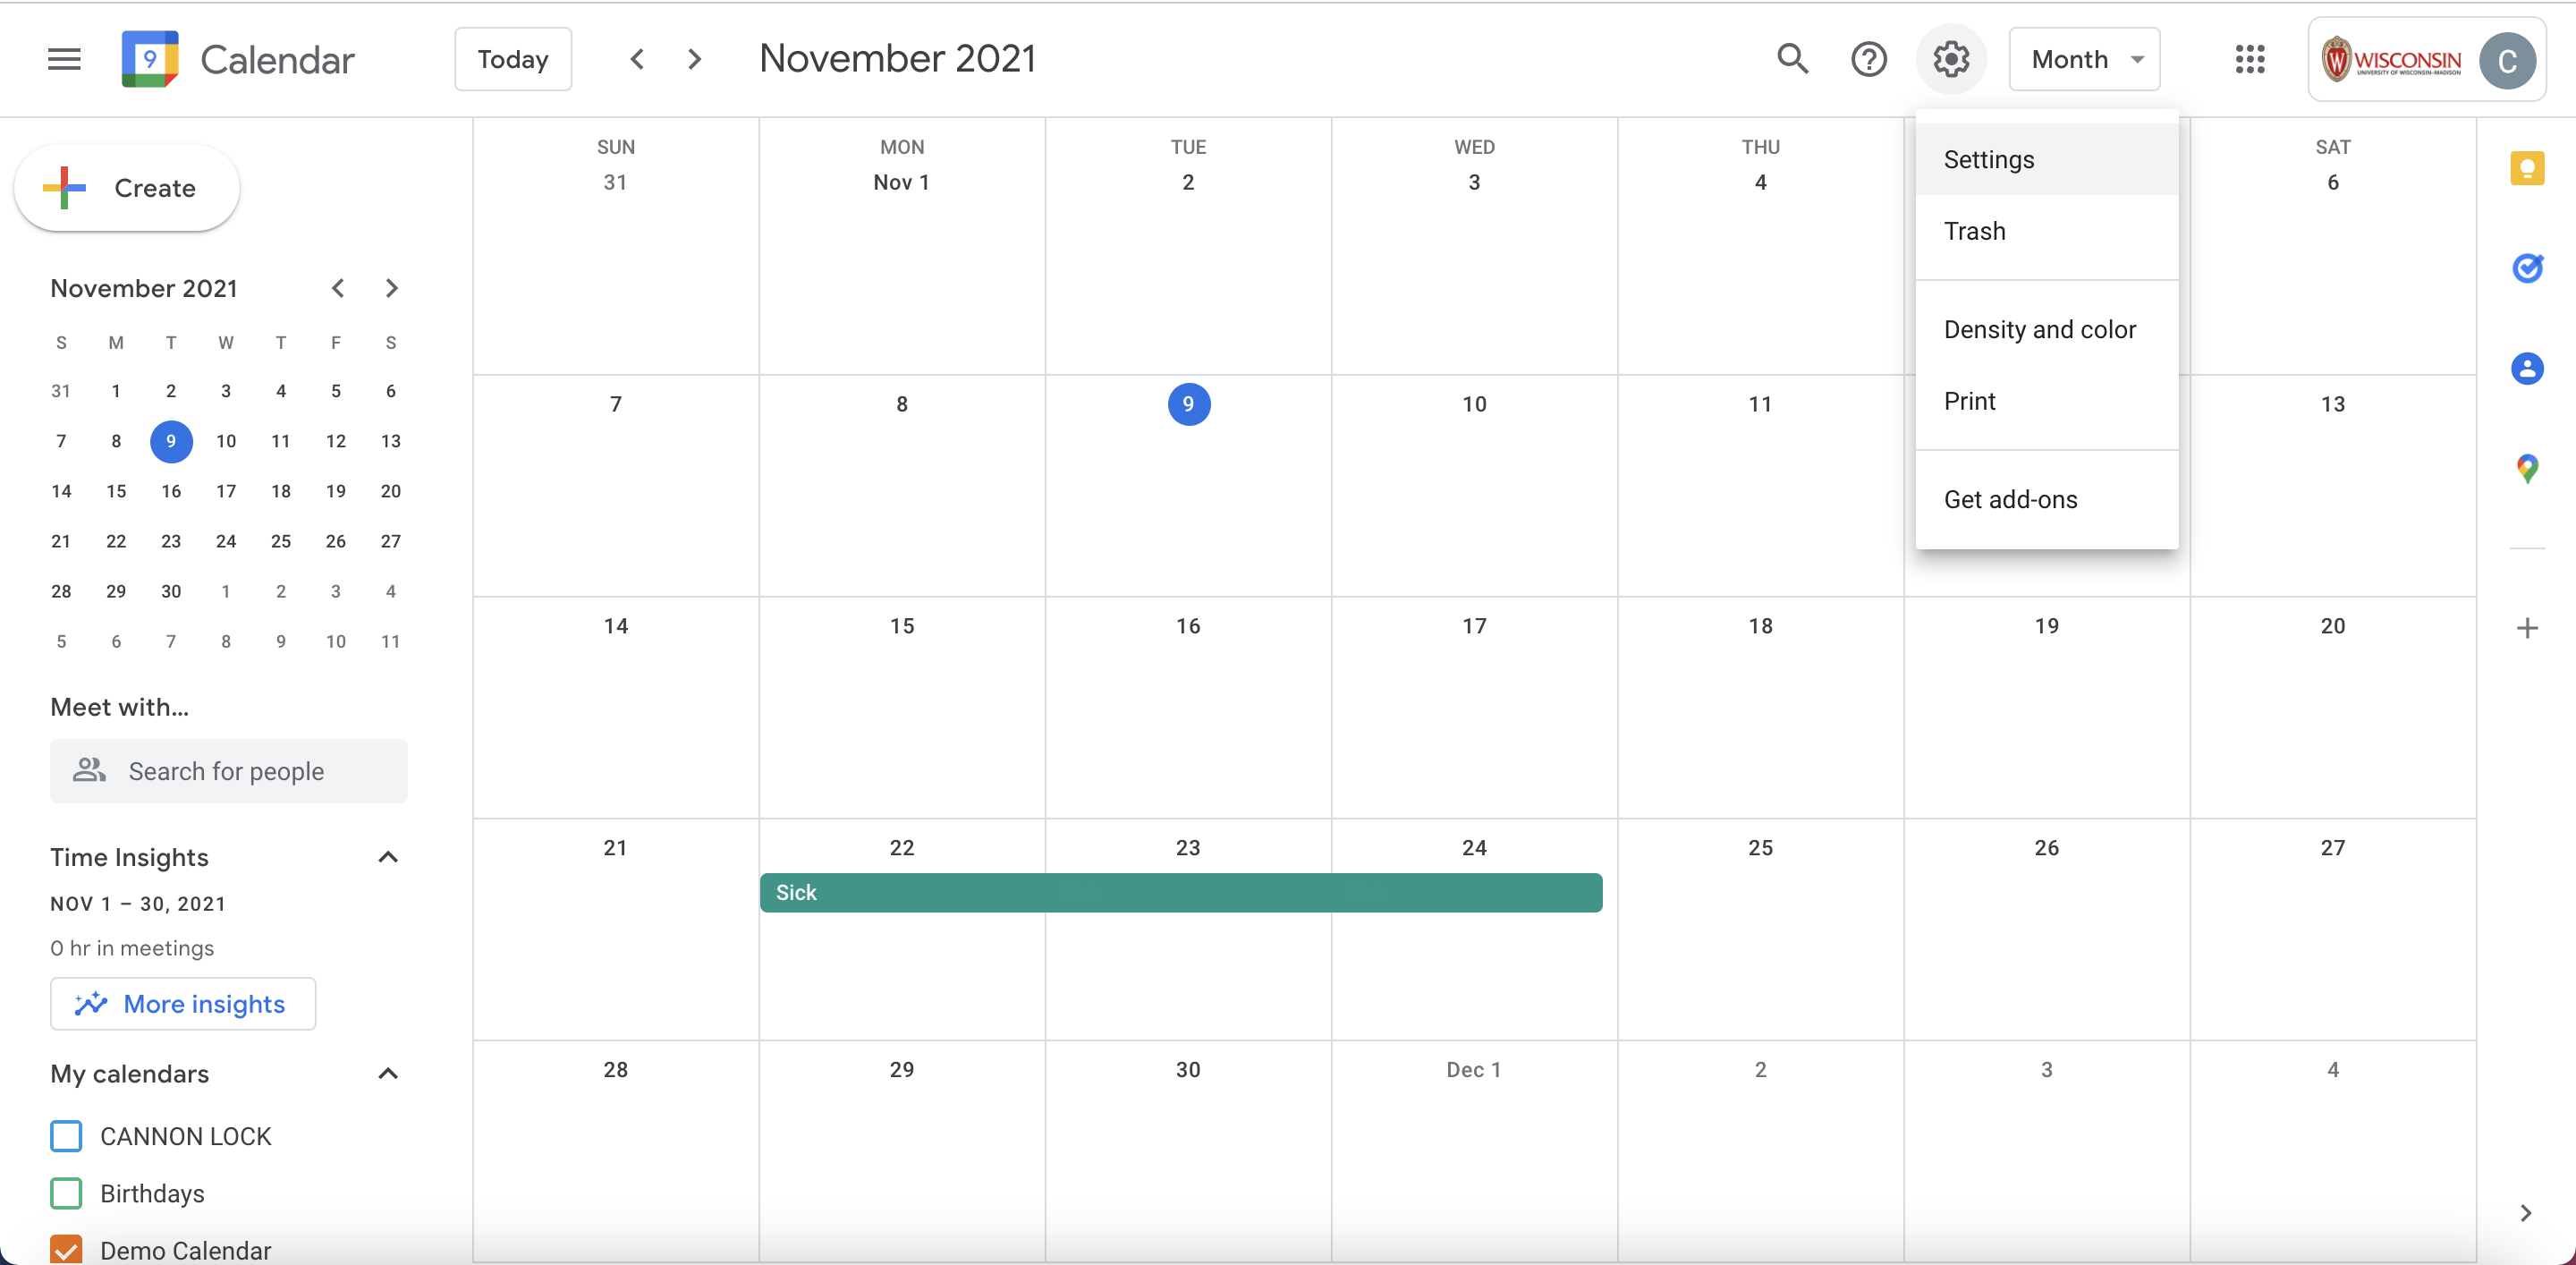 9 Calendar Today November 2021 Month W WISCONSIN C
UNIVERSITY OF WISCONSIN-MADISON
Create
November 2021
S M T W T F S
31 1 2 3 4 5 6
7 8 9 10 11 12 13
14 15 16 17 18 19 20
21 22 23 24 25 26 27
28 29 30 1 2 3 4
5 6 7 8 9 10 11
Meet with...
Search for people
Time Insights
NOV 1 – 30, 2021
0 hr in meetings
More insights
My calendars
CANNON LOCK
Birthdays
Demo Calendar
SUN MON TUE WED THU SAT
31 Nov 1 2 3 4 6
7 8 9 10 11 13
14 15 16 17 18 19 20
21 22 23 24 25 26 27
Sick
28 29 30 Dec 1 2 3 4
Settings
Trash
Density and color
Print
Get add-ons